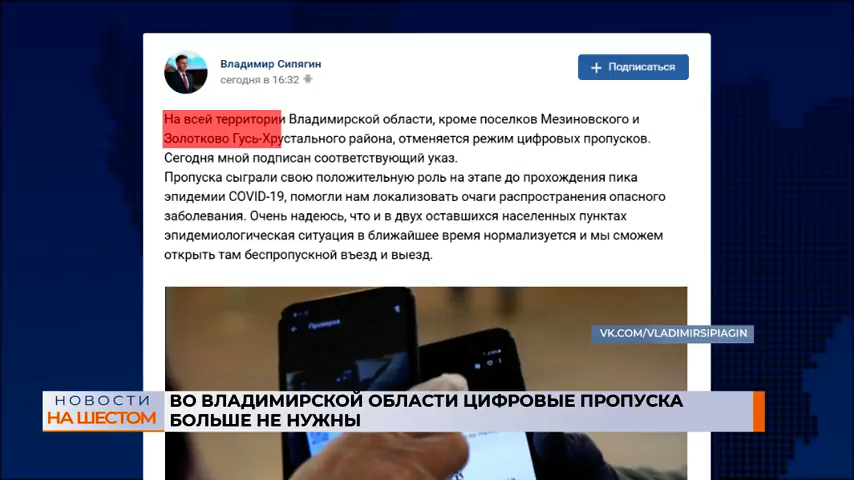 Владимир Сипягин
сегодня в 16:32
+ Подписаться
На всей территории Владимирской области, кроме поселков Мезиновского и
Золотково Гусь-Хрустального района, отменяется режим цифровых пропусков.
Сегодня мной подписан соответствующий указ.
Пропуска сыграли свою положительную роль на этапе до прохождения пика
эпидемии COVID-19, помогли нам локализовать очаги распространения опасного
заболевания. Очень надеюсь, что и в двух оставшихся населенных пунктах
эпидемиологическая ситуация в ближайшее время нормализуется и мы сможем
открыть там беспропускной въезд и выезд.
Проверка
VK.COM/VLADIMIRSIPIAGIN
НОВОСТИ
НА ШЕСТОМ
ВО ВЛАДИМИРСКОЙ ОБЛАСТИ ЦИФРОВЫЕ ПРОПУСКА
БОЛЬШЕ НЕ НУЖНЫ